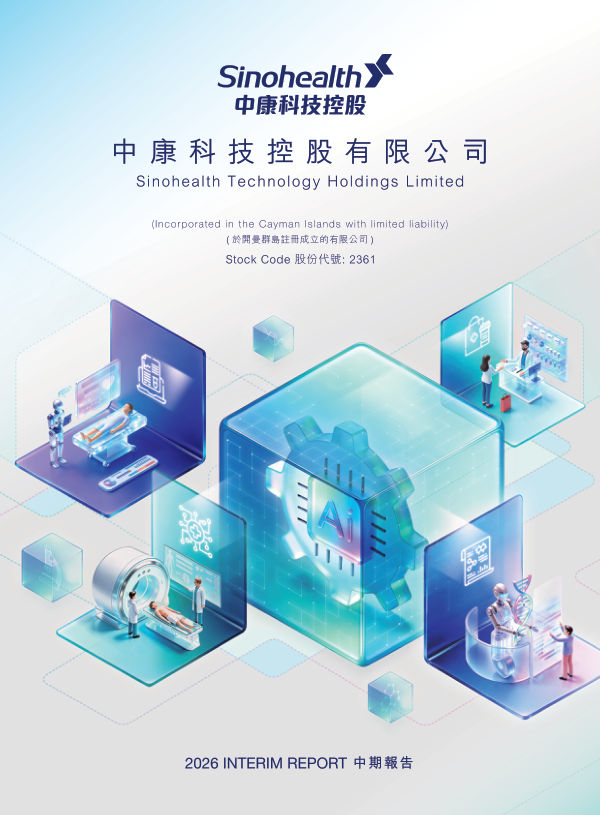 Sinohealth
中康科技控股
中康科技控股有限公司
Sinohealth Technology Holdings Limited
(Incorporated in the Cayman Islands with limited liability)
(於開曼群島註冊成立的有限公司)
Stock Code 股份代號: 2361
Ai
2026 INTERIM REPORT 中期報告